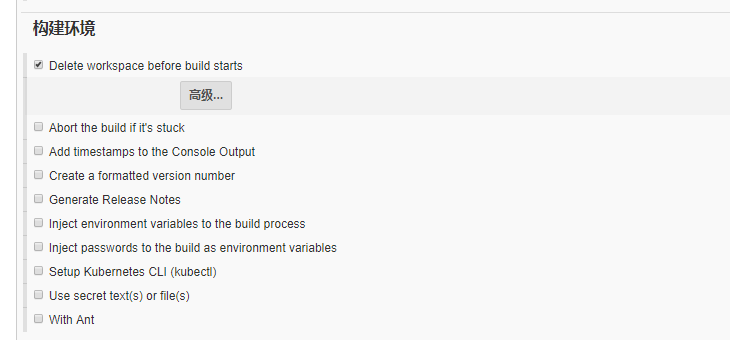 构建环境
Delete workspace before build starts
高级...
Abort the build if it's stuck
Add timestamps to the Console Output
Create a formatted version number
Generate Release Notes
Inject environment variables to the build process
Inject passwords to the build as environment variables
Setup Kubernetes CLI (kubectl)
Use secret text(s) or file(s)
With Ant